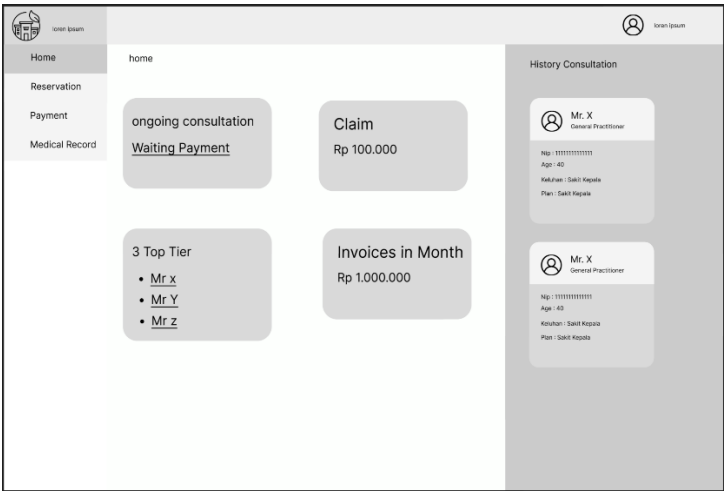 loren ipsum
loren ipsum
Home
Reservation
Payment
Medical Record
home
ongoing consultation
Waiting Payment
Claim
Rp 100.000
3 Top Tier
• Mr x
• Mr Y
• Mr z
Invoices in Month
Rp 1.000.000
History Consultation
Mr. X
General Practitioner
Nip : 1111111111111
Age : 40
Keluhan : Sakit Kepala
Plan : Sakit Kepala
Mr. X
General Practitioner
Nip : 1111111111111
Age : 40
Keluhan : Sakit Kepala
Plan : Sakit Kepala